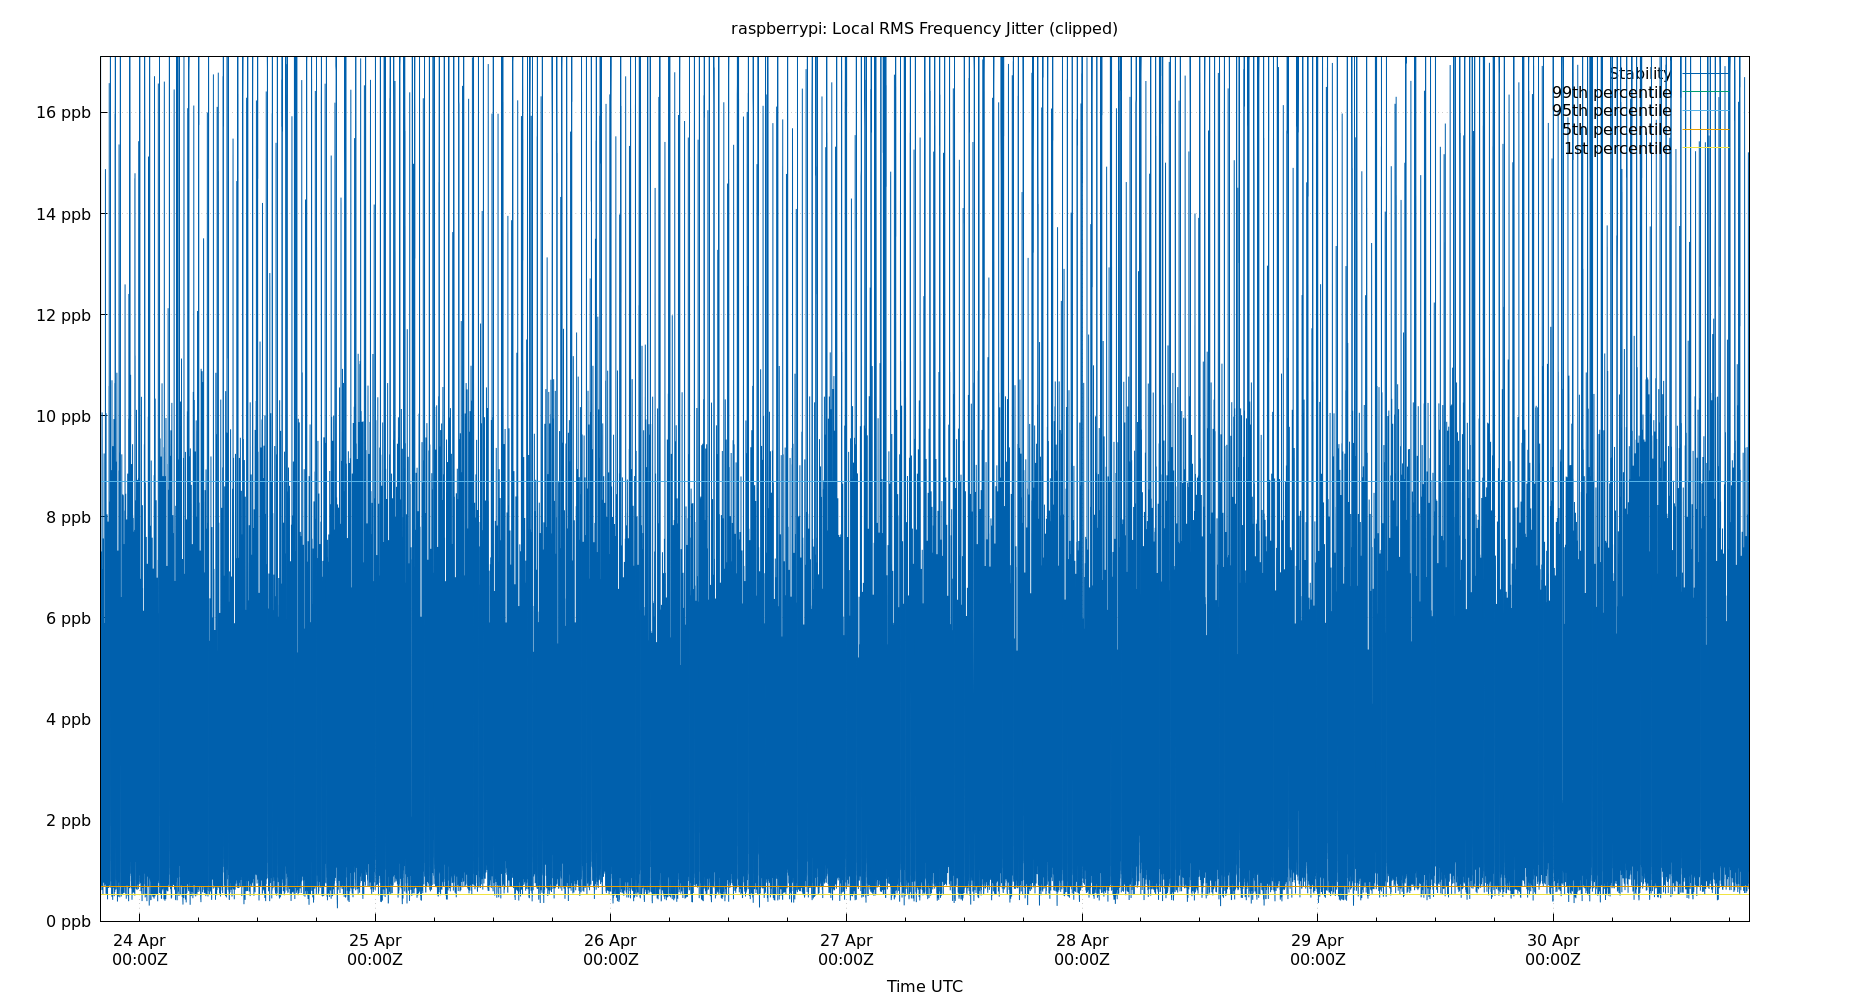 raspberrypi: Local RMS Frequency Jitter (clipped)
Stability
99th percentile
95th percentile
5th percentile
1st percentile
16 ppb
14 ppb
12 ppb
10 ppb
8 ppb
6 ppb
4 ppb
2 ppb
0 ppb
24 Apr 25 Apr 26 Apr 27 Apr 28 Apr 29 Apr 30 Apr
00:00Z 00:00Z 00:00Z 00:00Z 00:00Z 00:00Z 00:00Z
Time UTC